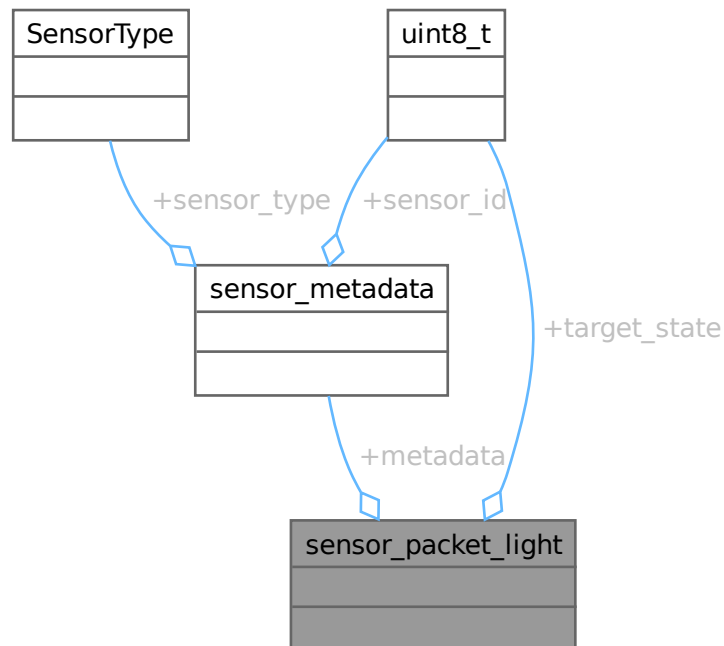 SensorType
uint8_t
+sensor_type
+sensor_id
sensor_metadata
+target_state
+metadata
sensor_packet_light